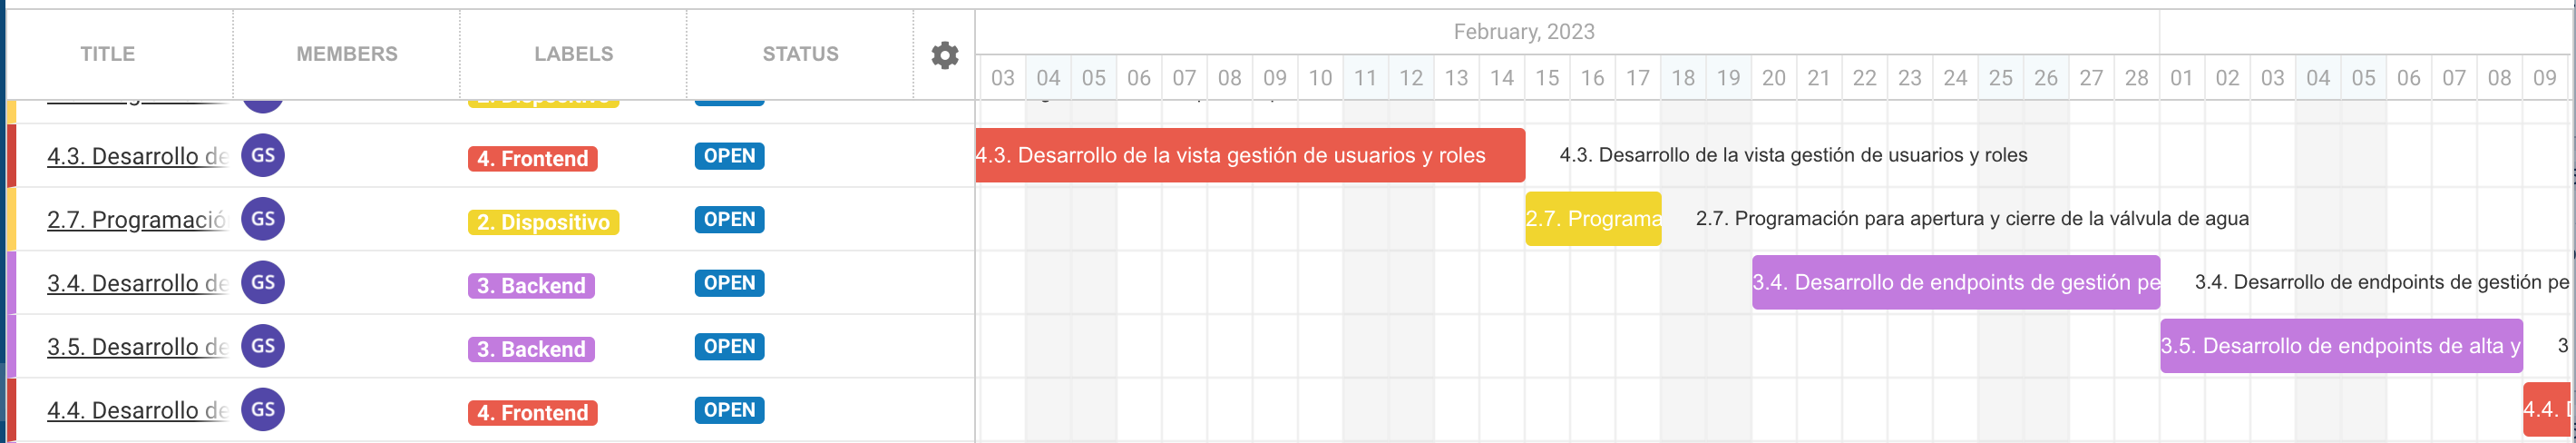 TITLE MEMBERS LABELS STATUS February, 2023
03 04 05 06 07 08 09 10 11 12 13 14 15 16 17 18 19 20 21 22 23 24 25 26 27 28 01 02 03 04 05 06 07 08 09
2. Dispositivo
4.3. Desarrollo de GS 4. Frontend OPEN 4.3. Desarrollo de la vista gestión de usuarios y roles 4.3. Desarrollo de la vista gestión de usuarios y roles
2.7. Programació GS 2. Dispositivo OPEN 2.7. Programa 2.7. Programación para apertura y cierre de la válvula de agua
3.4. Desarrollo de GS 3. Backend OPEN 3.4. Desarrollo de endpoints de gestión pe 3.4. Desarrollo de endpoints de gestión pe
3.5. Desarrollo de GS 3. Backend OPEN 3.5. Desarrollo de endpoints de alta y 3
4.4. Desarrollo de GS 4. Frontend OPEN 4.4.